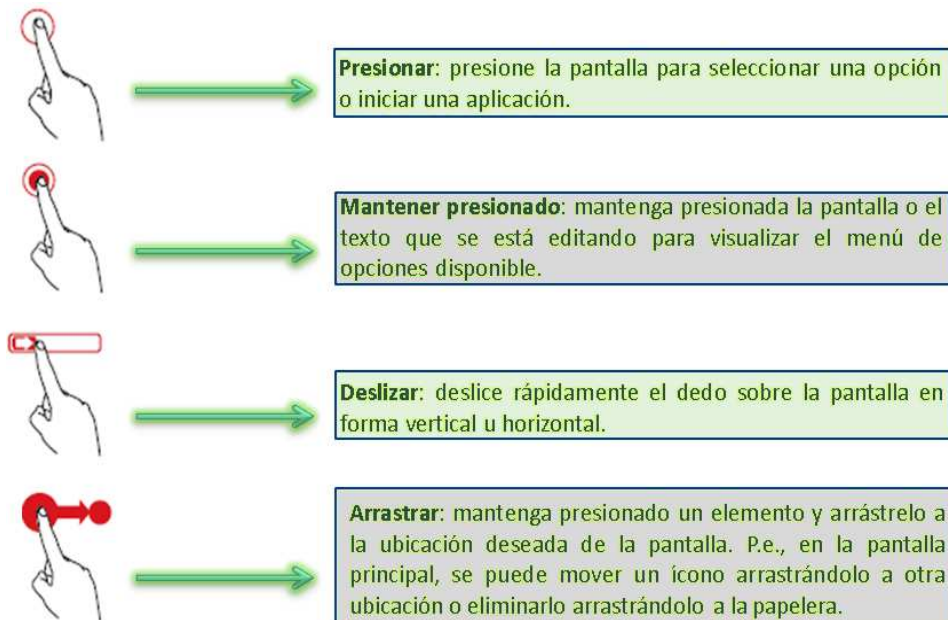 Presionar: presione la pantalla para seleccionar una opción
o iniciar una aplicación.
Mantener presionado: mantenga presionada la pantalla o el
texto que se está editando para visualizar el menú de
opciones disponible.
Deslizar: deslice rápidamente el dedo sobre la pantalla en
forma vertical u horizontal.
Arrastrar: mantenga presionado un elemento y arrástrelo a
la ubicación deseada de la pantalla. P.e., en la pantalla
principal, se puede mover un ícono arrastrándolo a otra
ubicación o eliminarlo arrastrándolo a la papelera.